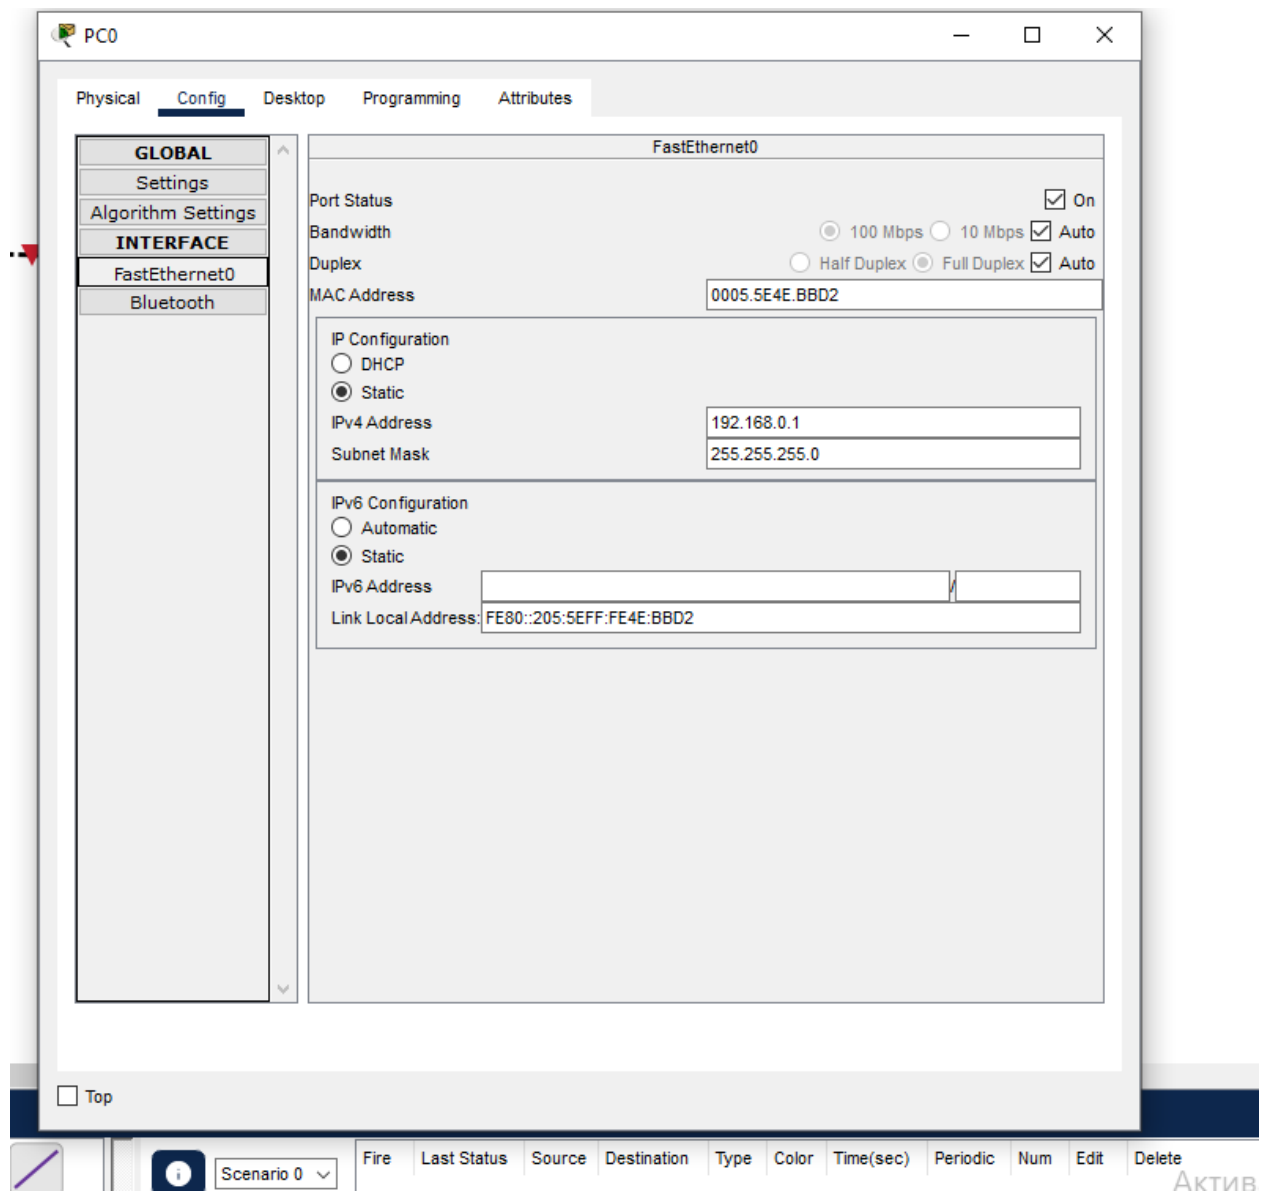 PC0
Physical Config Desktop Programming Attributes
GLOBAL
Settings
Algorithm Settings
INTERFACE
FastEthernet0
Bluetooth
FastEthernet0
Port Status On
Bandwidth 100 Mbps 10 Mbps Auto
Duplex Half Duplex Full Duplex Auto
MAC Address 0005.5E4E.BBD2
IP Configuration
DHCP
Static
IPv4 Address 192.168.0.1
Subnet Mask 255.255.255.0
IPv6 Configuration
Automatic
Static
IPv6 Address /
Link Local Address: FE80::205:5EFF:FE4E:BBD2
Top
Scenario 0
Fire Last Status Source Destination Type Color Time(sec) Periodic Num Edit Delete
Актив